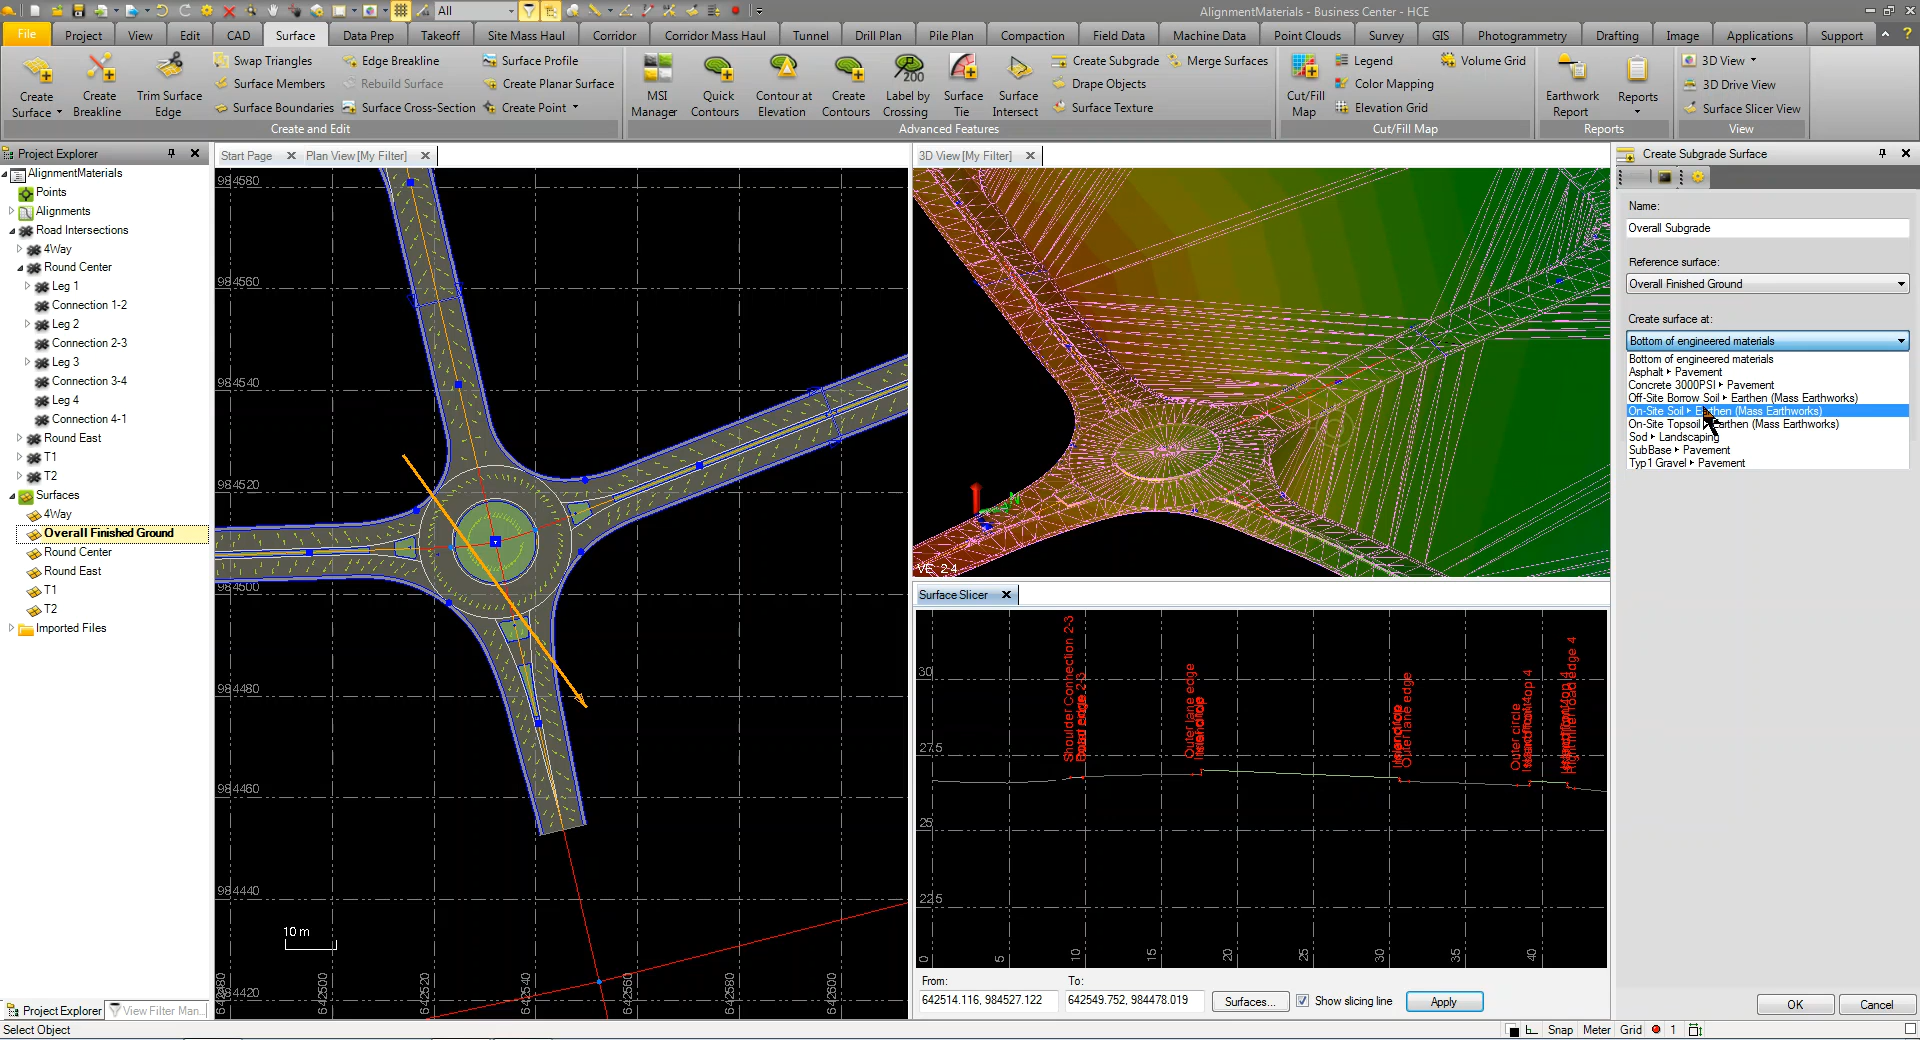 All
AlignmentMaterials - Business Center - HCE
File
Project
View
Edit
CAD
Surface
Data Prep
Takeoff
Site Mass Haul
Corridor
Corridor Mass Haul
Tunnel
Drill Plan
Pile Plan
Compaction
Field Data
Machine Data
Point Clouds
Survey
GIS
Photogrammetry
Drafting
Image
Applications
Support
Create Surface
Create Breakline
Trim Surface Edge
Swap Triangles
Surface Members
Surface Boundaries
Edge Breakline
Rebuild Surface
Surface Cross-Section
Surface Profile
Create Planar Surface
Create Point
Create and Edit
MSI Manager
Quick Contours
Contour at Elevation
Create Contours
200
Label by Crossing
Surface Tie
Surface Intersect
Create Subgrade
Drape Objects
Surface Texture
Merge Surfaces
Advanced Features
Cut/Fill Map
Legend
Color Mapping
Elevation Grid
Volume Grid
Cut/Fill Map
Earthwork Report
Reports
Reports
3D View
3D Drive View
Surface Slicer View
View
Project Explorer
AlignmentMaterials
Points
Alignments
Road Intersections
4Way
Round Center
Leg 1
Connection 1-2
Leg 2
Connection 2-3
Leg 3
Connection 3-4
Leg 4
Connection 4-1
Round East
T1
T2
Surfaces
4Way
Overall Finished Ground
Round Center
Round East
T1
T2
Imported Files
Project Explorer
View Filter Man...
Start Page
Plan View [My Filter]
984580
984560
984540
984520
984500
984480
984460
984440
984420
10 m
642500
642520
642540
642560
642580
642600
3D View [My Filter]
VE: 2.4
Surface Slicer
30
27.5
25
22.5
0
5
10
15
20
25
30
35
40
Shoulder Connection 2-3
Outer lane edge
Outer lane edge
Outer circle
From:
642514.116, 984527.122
To:
642549.752, 984478.019
Surfaces...
Show slicing line
Apply
Create Subgrade Surface
Name:
Overall Subgrade
Reference surface:
Overall Finished Ground
Create surface at:
Bottom of engineered materials
Bottom of engineered materials
Asphalt ▸ Pavement
Concrete 3000PSI ▸ Pavement
Off-Site Borrow Soil ▸ Earthen (Mass Earthworks)
On-Site Soil ▸ Earthen (Mass Earthworks)
On-Site Topsoil ▸ Earthen (Mass Earthworks)
Sod ▸ Landscaping
SubBase ▸ Pavement
Typ1 Gravel ▸ Pavement
OK
Cancel
Select Object
Snap
Meter
Grid
1